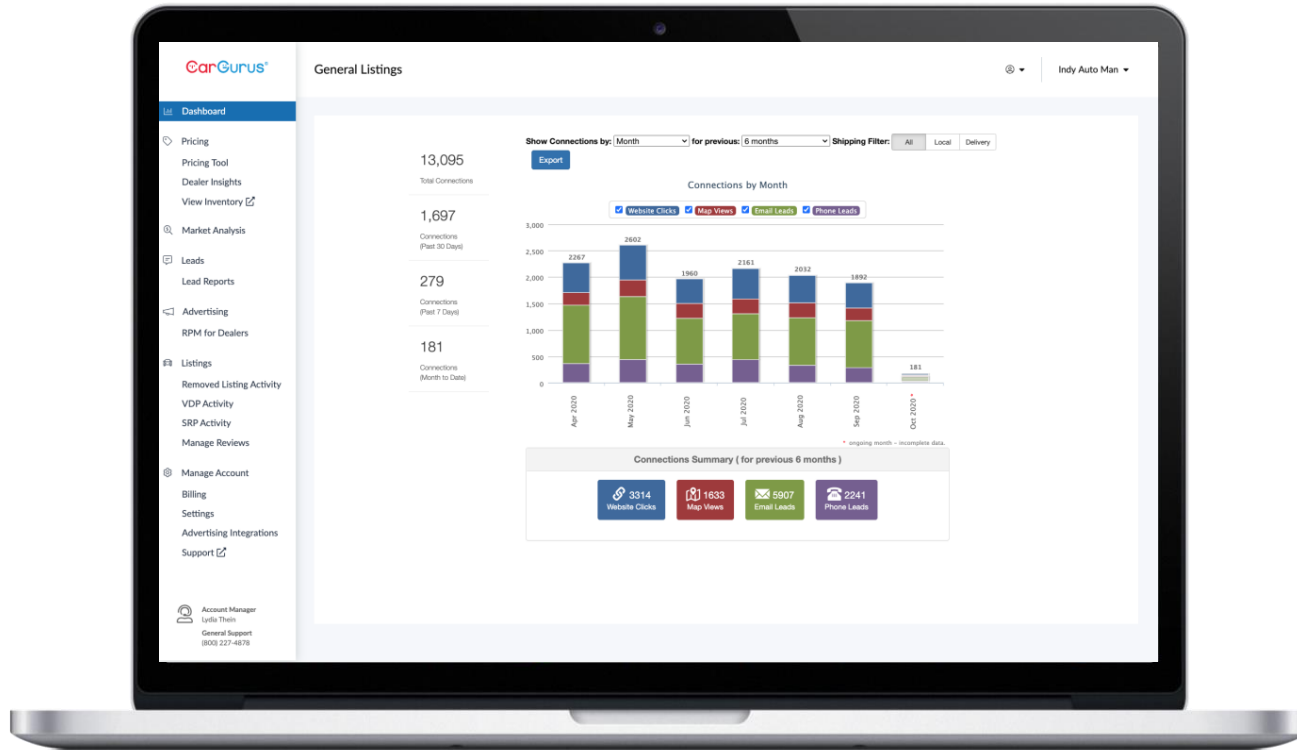 CarGurus®
General Listings
Indy Auto Man
Dashboard
Pricing
Pricing Tool
Dealer Insights
View Inventory
Market Analysis
Leads
Lead Reports
Advertising
RPM for Dealers
Listings
Removed Listing Activity
VDP Activity
SRP Activity
Manage Reviews
Manage Account
Billing
Settings
Advertising Integrations
Support
Account Manager
Lydia Thein
General Support
(800) 227-4878
13,095
Total Connections
1,697
Connections
(Past 30 Days)
279
Connections
(Past 7 Days)
181
Connections
(Month to Date)
Show Connections by: Month for previous: 6 months Shipping Filter: All Local Delivery
Export
Connections by Month
Website Clicks Map Views Email Leads Phone Leads
3,000
2,500
2,000
1,500
1,000
500
0
2267
2602
1960
2161
2032
1892
181
Apr 2020
May 2020
Jun 2020
Jul 2020
Aug 2020
Sep 2020
Oct 2020 *
* ongoing month – incomplete data.
Connections Summary ( for previous 6 months )
3314
Website Clicks
1633
Map Views
5907
Email Leads
2241
Phone Leads